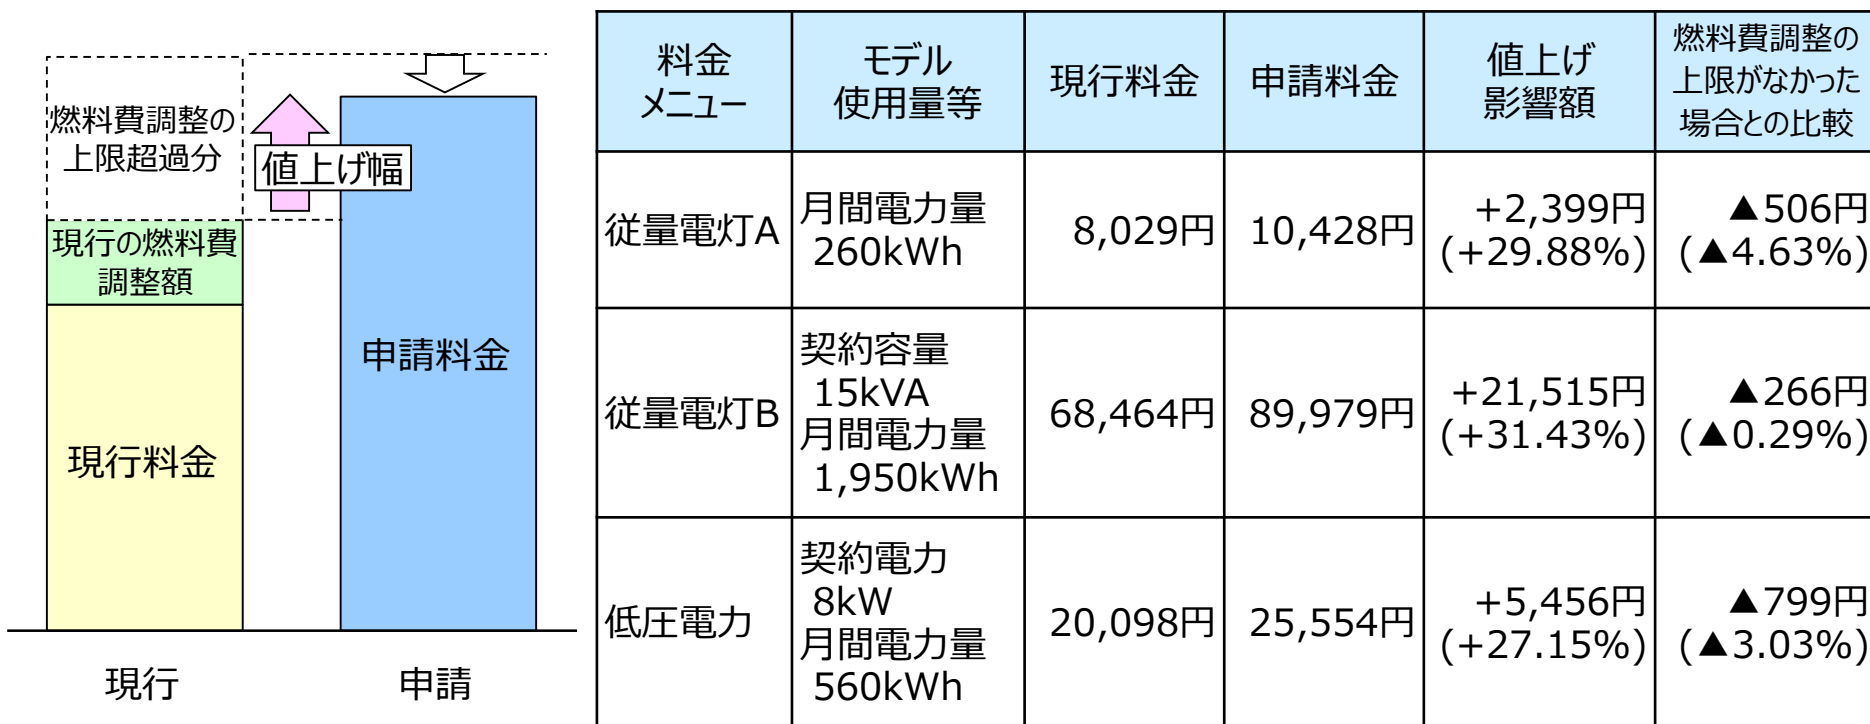 燃料費調整の
上限超過分
値上げ幅
現行の燃料費
調整額
現行料金
申請料金
現行
申請
料金
メニュー
モデル
使用量等
現行料金
申請料金
値上げ
影響額
燃料費調整の
上限がなかった
場合との比較
従量電灯A
月間電力量
260kWh
8,029円
10,428円
+2,399円
(+29.88%)
▲506円
(▲4.63%)
従量電灯B
契約容量
15kVA
月間電力量
1,950kWh
68,464円
89,979円
+21,515円
(+31.43%)
▲266円
(▲0.29%)
低圧電力
契約電力
8kW
月間電力量
560kWh
20,098円
25,554円
+5,456円
(+27.15%)
▲799円
(▲3.03%)